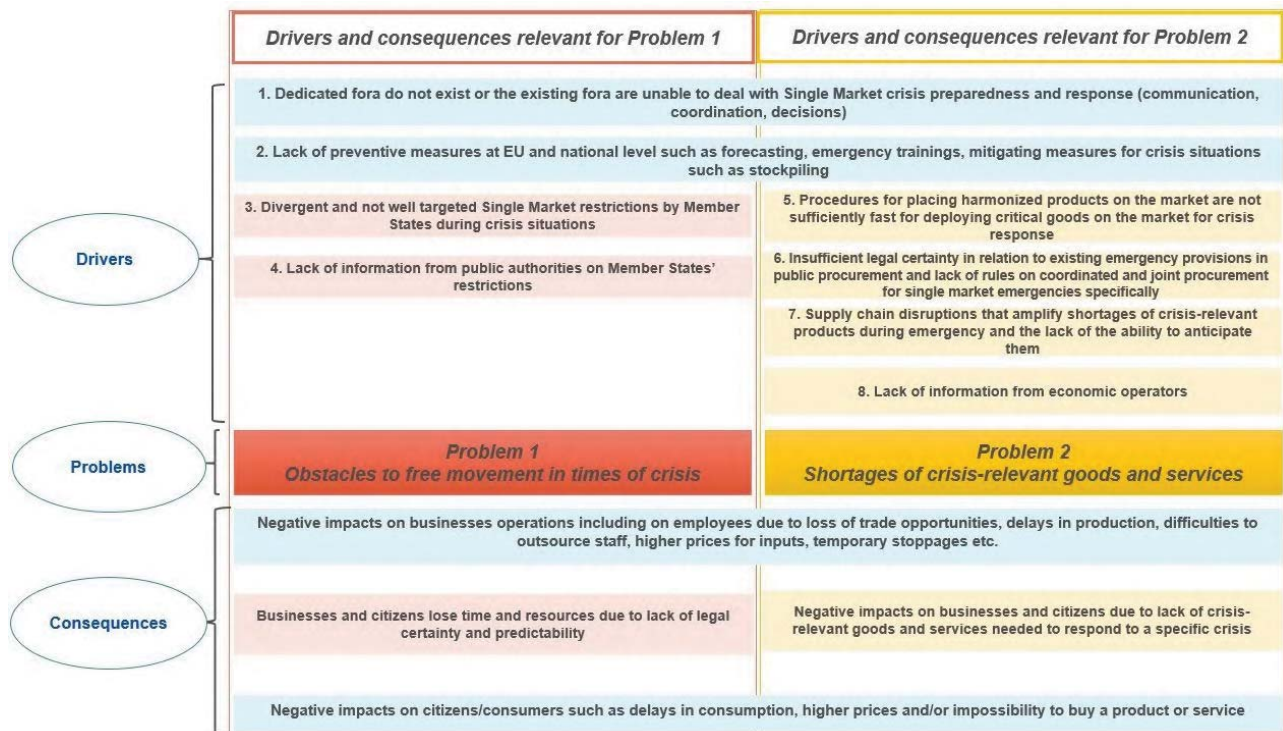 Drivers and consequences relevant for Problem 1
Drivers and consequences relevant for Problem 2
Drivers
1. Dedicated fora do not exist or the existing fora are unable to deal with Single Market crisis preparedness and response (communication,
coordination, decisions)
2. Lack of preventive measures at EU and national level such as forecasting, emergency trainings, mitigating measures for crisis situations
such as stockpiling
3. Divergent and not well targeted Single Market restrictions by Member
States during crisis situations
4. Lack of information from public authorities on Member States'
restrictions
5. Procedures for placing harmonized products on the market are not
sufficiently fast for deploying critical goods on the market for crisis
response
6. Insufficient legal certainty in relation to existing emergency provisions in
public procurement and lack of rules on coordinated and joint procurement
for single market emergencies specifically
7. Supply chain disruptions that amplify shortages of crisis-relevant
products during emergency and the lack of the ability to anticipate
them
8. Lack of information from economic operators
Problems
Problem 1
Obstacles to free movement in times of crisis
Problem 2
Shortages of crisis-relevant goods and services
Consequences
Negative impacts on businesses operations including on employees due to loss of trade opportunities, delays in production, difficulties to
outsource staff, higher prices for inputs, temporary stoppages etc.
Businesses and citizens lose time and resources due to lack of legal
certainty and predictability
Negative impacts on businesses and citizens due to lack of crisis-
relevant goods and services needed to respond to a specific crisis
Negative impacts on citizens/consumers such as delays in consumption, higher prices and/or impossibility to buy a product or service